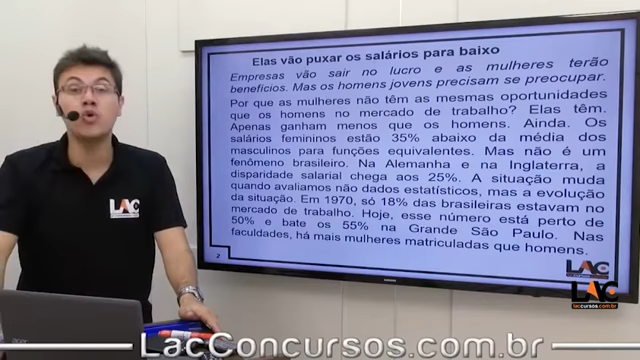 Elas vão puxar os salários para baixo
Empresas vão sair no lucro e as mulheres terão
benefícios. Mas os homens jovens precisam se preocupar.
Por que as mulheres não têm as mesmas oportunidades
que os homens no mercado de trabalho? Elas têm.
Apenas ganham menos que os homens. Ainda. Os
salários femininos estão 35% abaixo da média dos
masculinos para funções equivalentes. Mas não é um
fenômeno brasileiro. Na Alemanha e na Inglaterra, a
disparidade salarial chega aos 25%. A situação muda
quando avaliamos não dados estatísticos, mas a evolução
da situação. Em 1970, só 18% das brasileiras estavam no
mercado de trabalho. Hoje, esse número está perto de
50% e bate os 55% na Grande São Paulo. Nas
faculdades, há mais mulheres matriculadas que homens.
2
LAC
LAC
LAC
laccursos.com.br
acer
LacConcursos.com.br